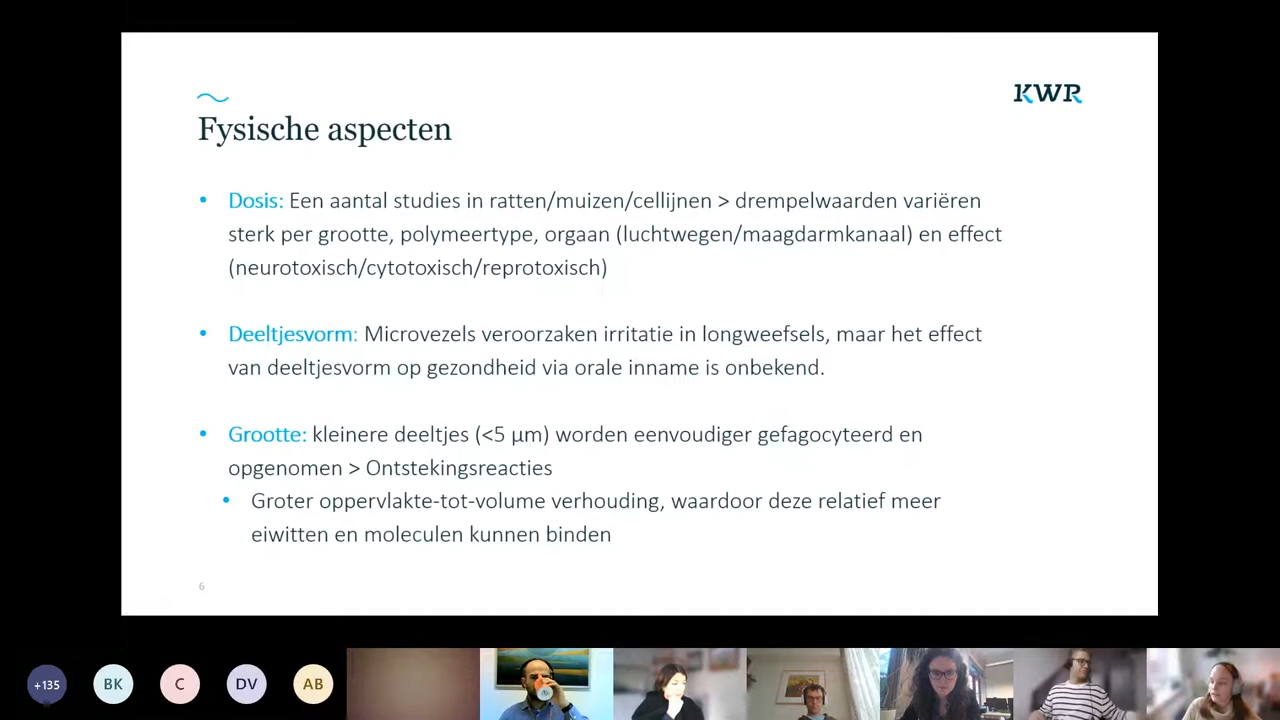 KWR
Fysische aspecten
• Dosis: Een aantal studies in ratten/muizen/cellijnen > drempelwaarden variëren
sterk per grootte, polymeertype, orgaan (luchtwegen/maagdarmkanaal) en effect
(neurotoxisch/cytotoxisch/reprotoxisch)
• Deeltjesvorm: Microvezels veroorzaken irritatie in longweefsels, maar het effect
van deeltjesvorm op gezondheid via orale inname is onbekend.
• Grootte: kleinere deeltjes (<5 µm) worden eenvoudiger gefagocyteerd en
opgenomen > Ontstekingsreacties
• Groter oppervlakte-tot-volume verhouding, waardoor deze relatief meer
eiwitten en moleculen kunnen binden
6
+135 BK C DV AB